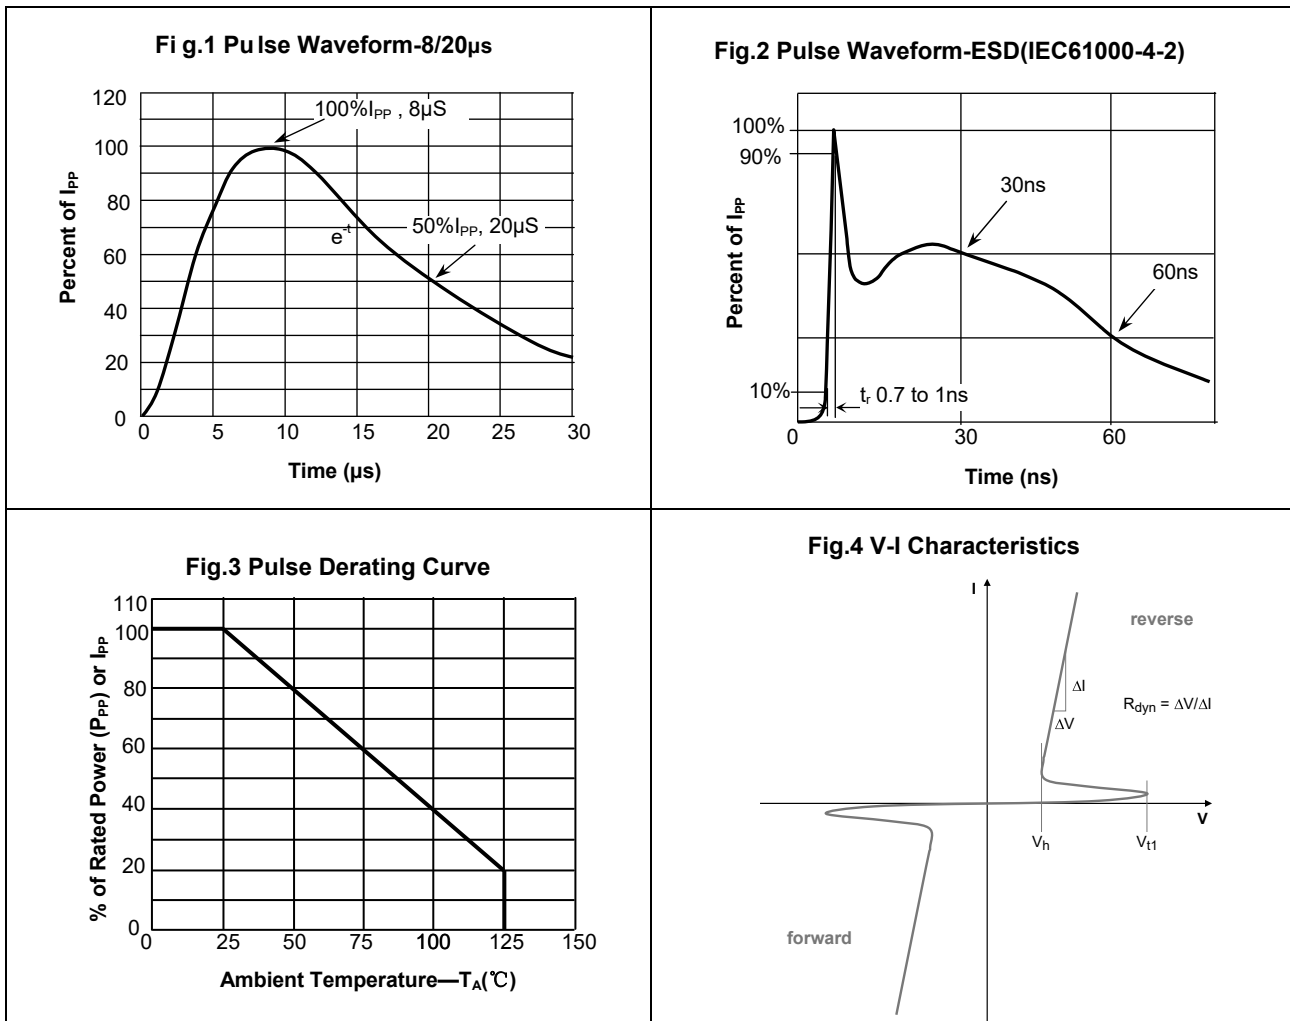 Fi g.1 Pulse Waveform-8/20µs
120
100
80
60
40
20
0
Percent of IPP
100%IPP , 8µS
50%IPP, 20µS
e-t
0 5 10 15 20 25 30
Time (µs)
Fig.2 Pulse Waveform-ESD(IEC61000-4-2)
100%
90%
10%
Percent of IPP
30ns
60ns
tr 0.7 to 1ns
0 30 60
Time (ns)
Fig.3 Pulse Derating Curve
110
100
80
60
40
20
0
% of Rated Power (PPP) or IPP
0 25 50 75 100 125 150
Ambient Temperature—TA(℃)
Fig.4 V-I Characteristics
I
reverse
ΔI
Rdyn = ΔV/ΔI
ΔV
V
Vh
Vt1
forward